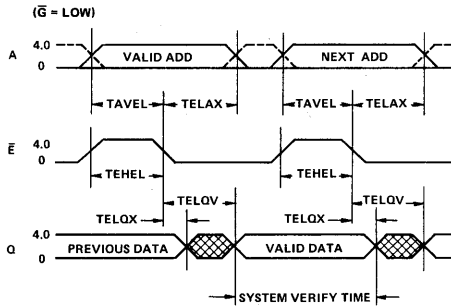 (G̅ = LOW)
A 4.0 0 VALID ADD NEXT ADD
TAVEL TELAX TAVEL TELAX
E̅ 4.0 0
TEHEL TEHEL
TELQV TELQV
TELQX TELQX
Q 4.0 0 PREVIOUS DATA VALID DATA
SYSTEM VERIFY TIME